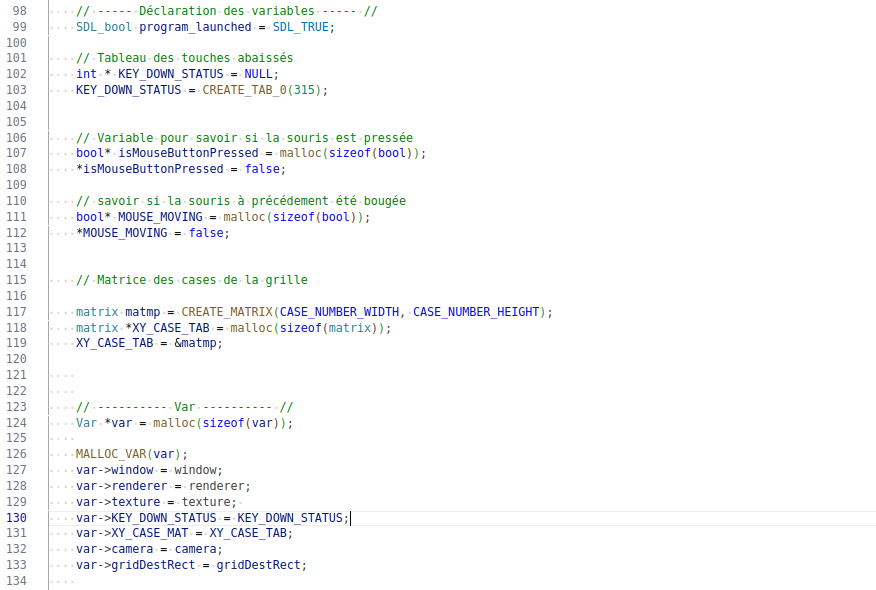 98 // ----- Déclaration des variables ----- //
99 SDL_bool program_launched = SDL_TRUE;
100
101 // Tableau des touches abaissés
102 int * KEY_DOWN_STATUS = NULL;
103 KEY_DOWN_STATUS = CREATE_TAB_0(315);
104
105
106 // Variable pour savoir si la souris est pressée
107 bool* isMouseButtonPressed = malloc(sizeof(bool));
108 *isMouseButtonPressed = false;
109
110 // savoir si la souris à précédement été bougée
111 bool* MOUSE_MOVING = malloc(sizeof(bool));
112 *MOUSE_MOVING = false;
113
114
115 // Matrice des cases de la grille
116
117 matrix matmp = CREATE_MATRIX(CASE_NUMBER_WIDTH, CASE_NUMBER_HEIGHT);
118 matrix *XY_CASE_TAB = malloc(sizeof(matrix));
119 XY_CASE_TAB = &matmp;
120
121
122
123 // ---------- Var ---------- //
124 Var *var = malloc(sizeof(var));
125
126 MALLOC_VAR(var);
127 var->window = window;
128 var->renderer = renderer;
129 var->texture = texture;
130 var->KEY_DOWN_STATUS = KEY_DOWN_STATUS;
131 var->XY_CASE_MAT = XY_CASE_TAB;
132 var->camera = camera;
133 var->gridDestRect = gridDestRect;
134